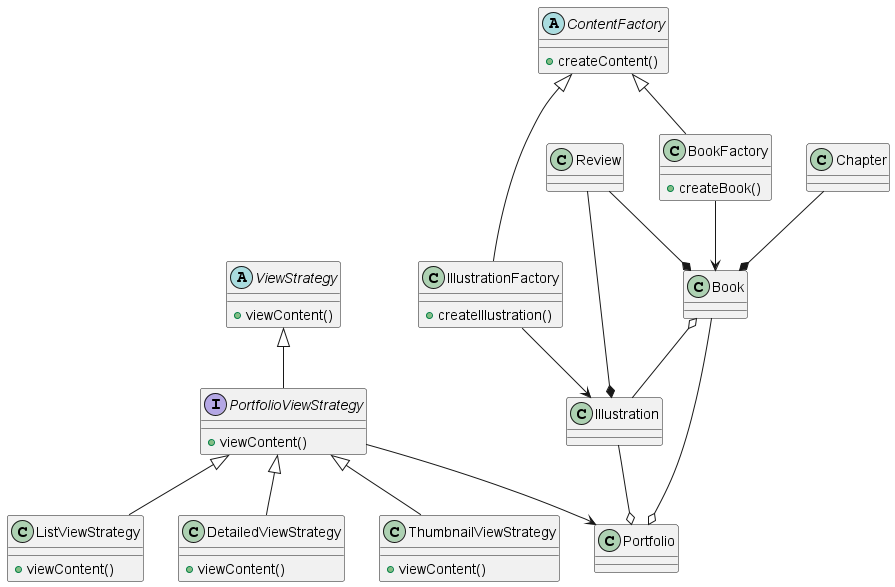 A ContentFactory
createContent()
C Review
C BookFactory
createBook()
C Chapter
A ViewStrategy
viewContent()
C IllustrationFactory
createIllustration()
C Book
I PortfolioViewStrategy
viewContent()
C Illustration
C ListViewStrategy
viewContent()
C DetailedViewStrategy
viewContent()
C ThumbnailViewStrategy
viewContent()
C Portfolio